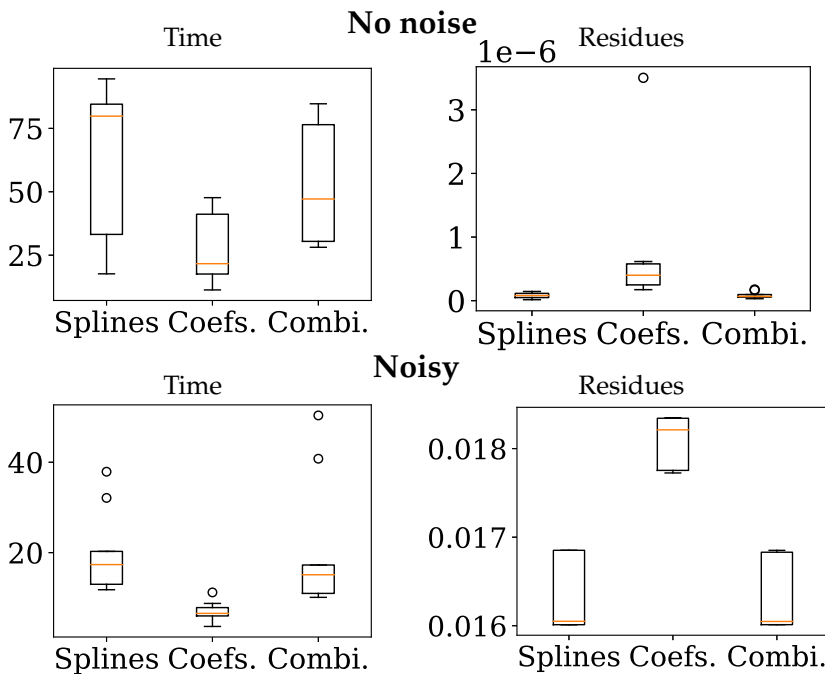 No noise
Time
Residues
1e−6
75
50
25
Splines Coefs. Combi.
3
2
1
0
Splines Coefs. Combi.
Noisy
Time
Residues
40
20
Splines Coefs. Combi.
0.018
0.017
0.016
Splines Coefs. Combi.